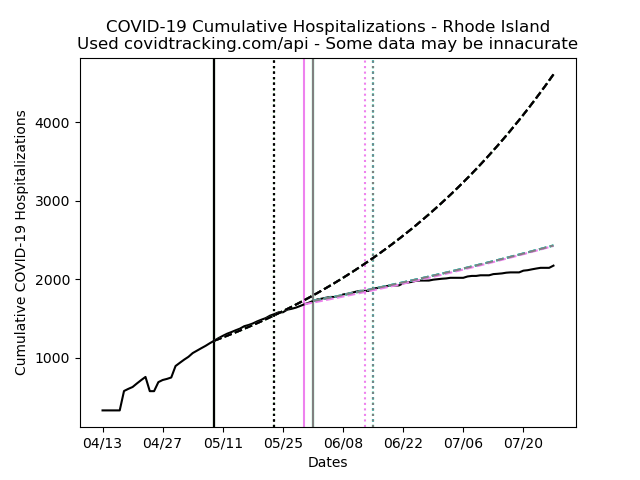 COVID-19 Cumulative Hospitalizations - Rhode Island
Used covidtracking.com/api - Some data may be innacurate
Cumulative COVID-19 Hospitalizations
4000
3000
2000
1000
04/13 04/27 05/11 05/25 06/08 06/22 07/06 07/20
Dates